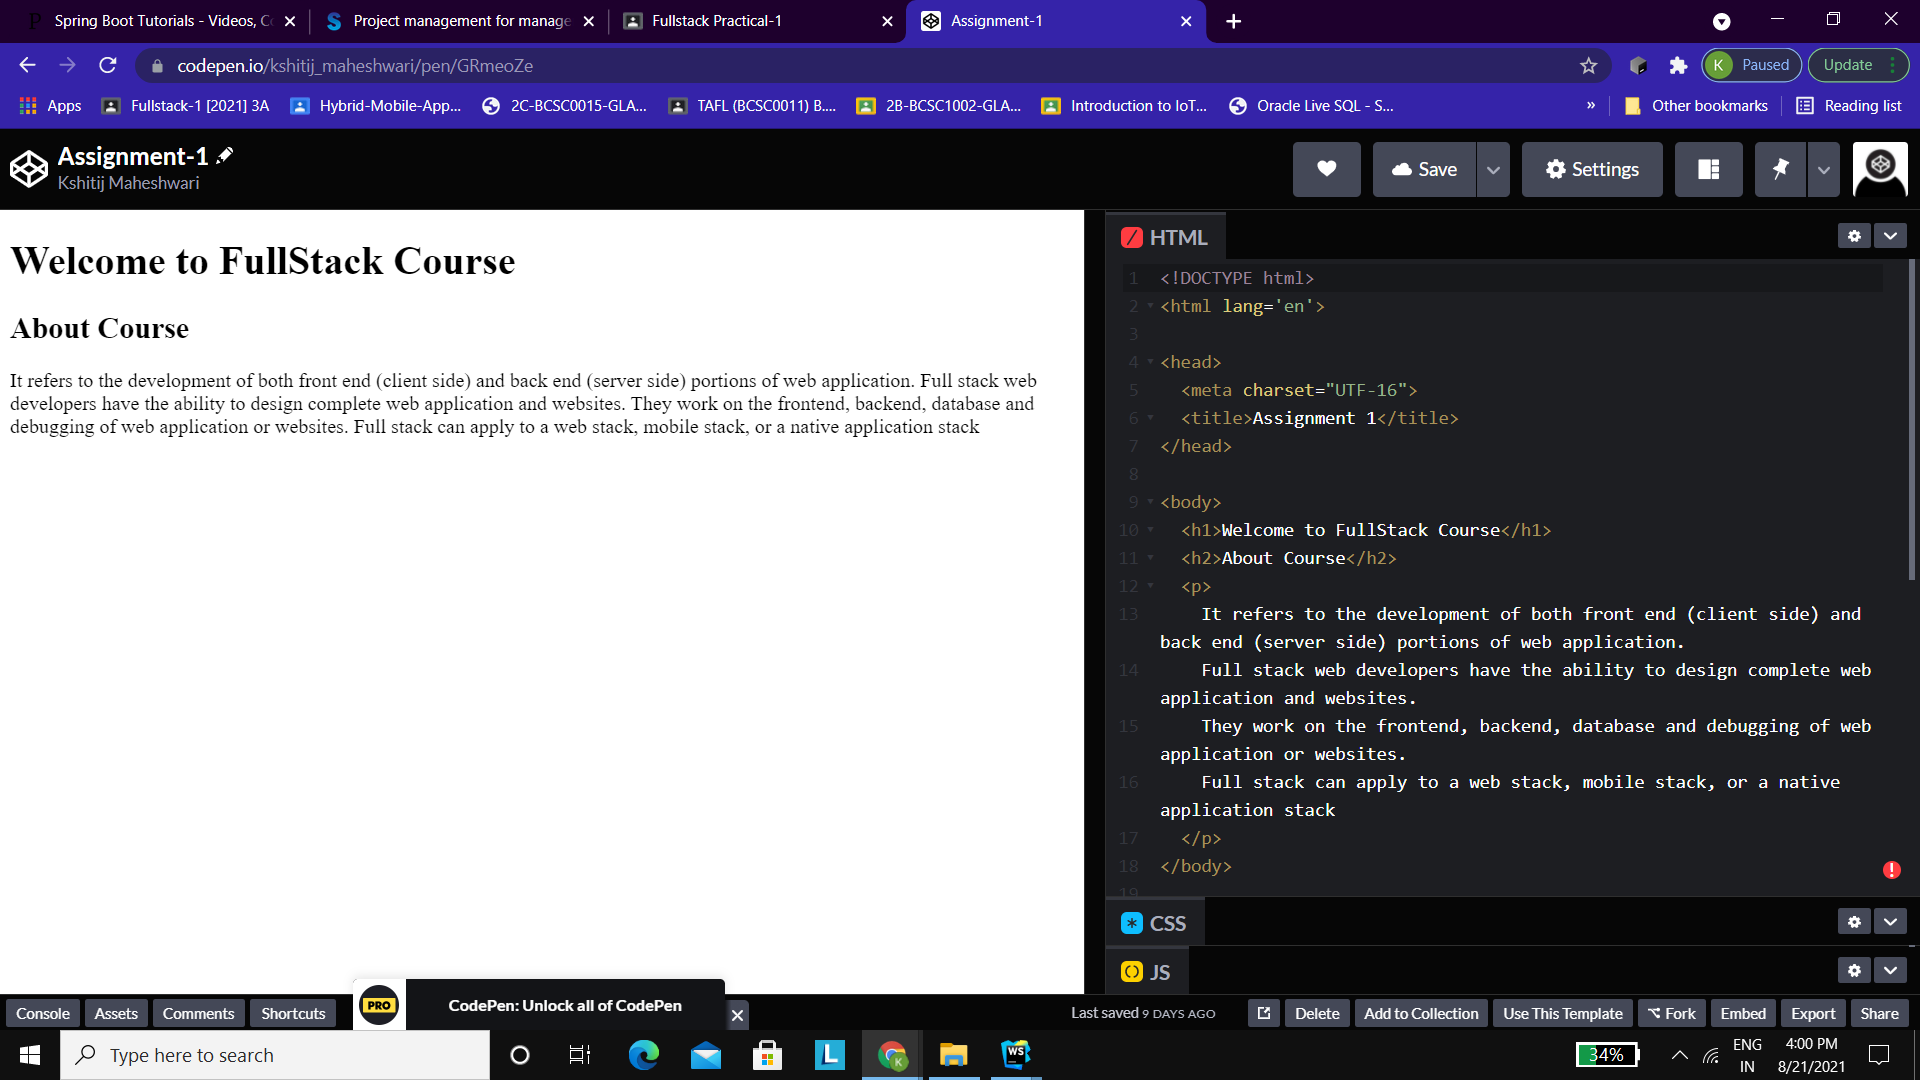 Spring Boot Tutorials - Videos, Co
Project management for manage
Fullstack Practical-1
Assignment-1
codepen.io/kshitij_maheshwari/pen/GRmeoZe
K Paused
Update
Apps
Fullstack-1 [2021] 3A
Hybrid-Mobile-App...
2C-BCSC0015-GLA...
TAFL (BCSC0011) B....
2B-BCSC1002-GLA...
Introduction to IoT...
Oracle Live SQL - S...
»
Other bookmarks
Reading list
Assignment-1
Kshitij Maheshwari
Save
Settings
Welcome to FullStack Course
About Course
It refers to the development of both front end (client side) and back end (server side) portions of web application. Full stack web
developers have the ability to design complete web application and websites. They work on the frontend, backend, database and
debugging of web application or websites. Full stack can apply to a web stack, mobile stack, or a native application stack
HTML
1 <!DOCTYPE html>
2 <html lang='en'>
3
4 <head>
5 <meta charset="UTF-16">
6 <title>Assignment 1</title>
7 </head>
8
9 <body>
10 <h1>Welcome to FullStack Course</h1>
11 <h2>About Course</h2>
12 <p>
13 It refers to the development of both front end (client side) and
back end (server side) portions of web application.
14 Full stack web developers have the ability to design complete web
application and websites.
15 They work on the frontend, backend, database and debugging of web
application or websites.
16 Full stack can apply to a web stack, mobile stack, or a native
application stack
17 </p>
18 </body>
19
CSS
JS
Console
Assets
Comments
Shortcuts
PRO
CodePen: Unlock all of CodePen
Last saved 9 DAYS AGO
Delete
Add to Collection
Use This Template
Fork
Embed
Export
Share
Type here to search
L
K
WS
34%
ENG
IN
4:00 PM
8/21/2021